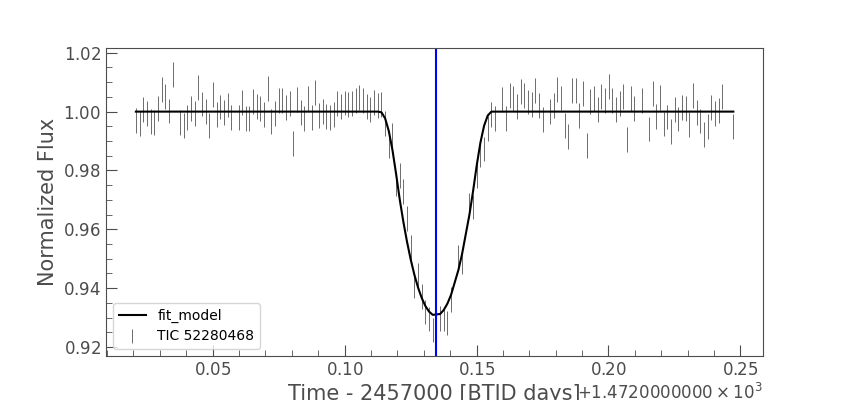 1.02
1.00
0.98
0.96
0.94
0.92
Normalized Flux
fit_model
TIC 52280468
0.05 0.10 0.15 0.20 0.25
Time - 2457000 [BTJD days]
+1.4720000000 × 10³